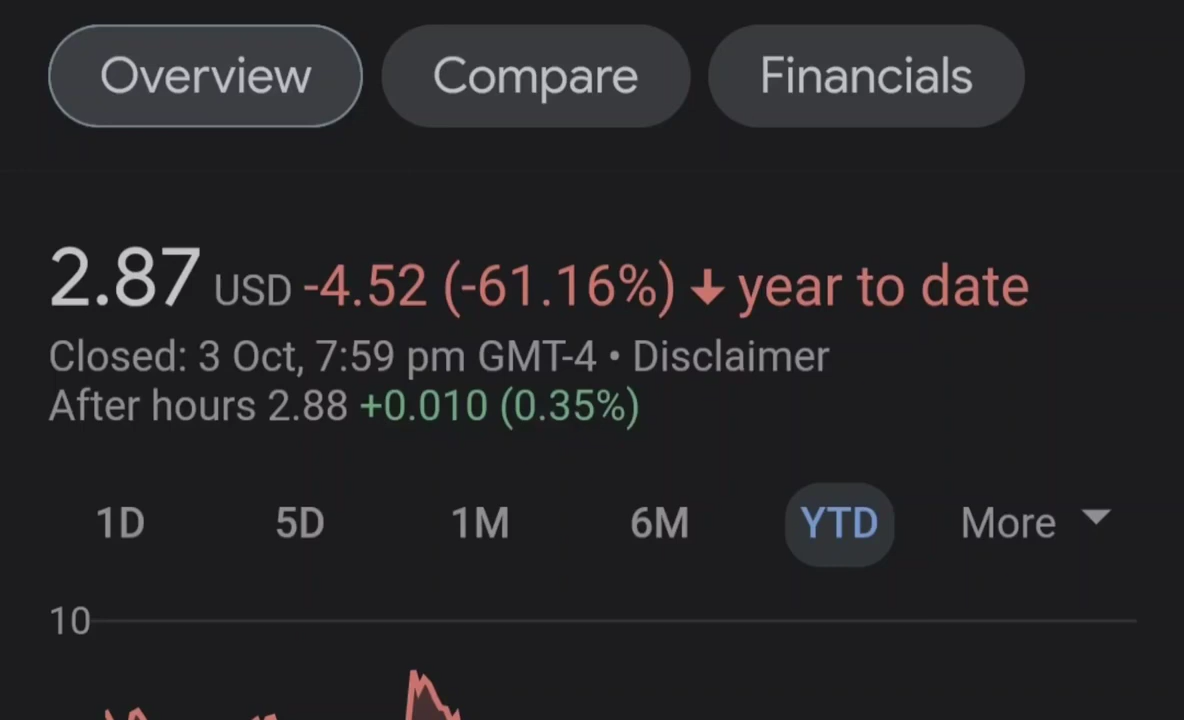 Overview Compare Financials
2.87 USD -4.52 (-61.16%) ↓ year to date
Closed: 3 Oct, 7:59 pm GMT-4 • Disclaimer
After hours 2.88 +0.010 (0.35%)
1D 5D 1M 6M YTD More
10